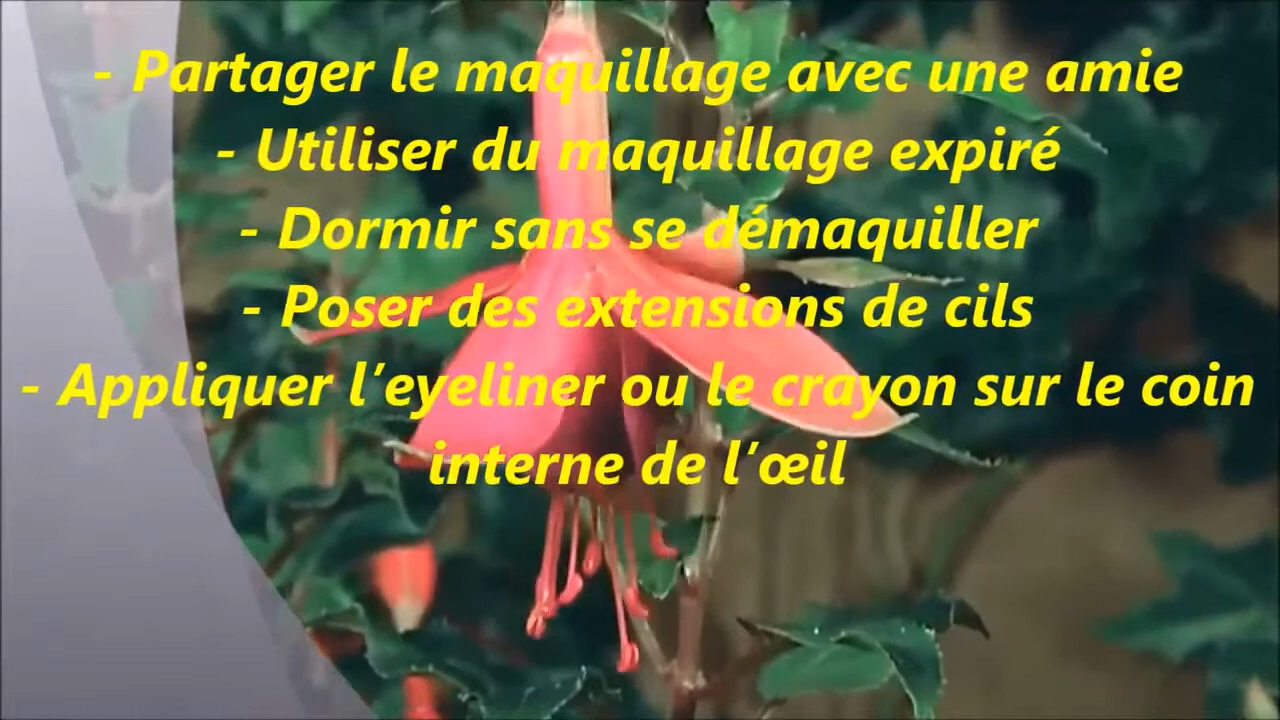 - Partager le maquillage avec une amie
- Utiliser du maquillage expiré
- Dormir sans se démaquiller
- Poser des extensions de cils
- Appliquer l’eyeliner ou le crayon sur le coin
interne de l’œil